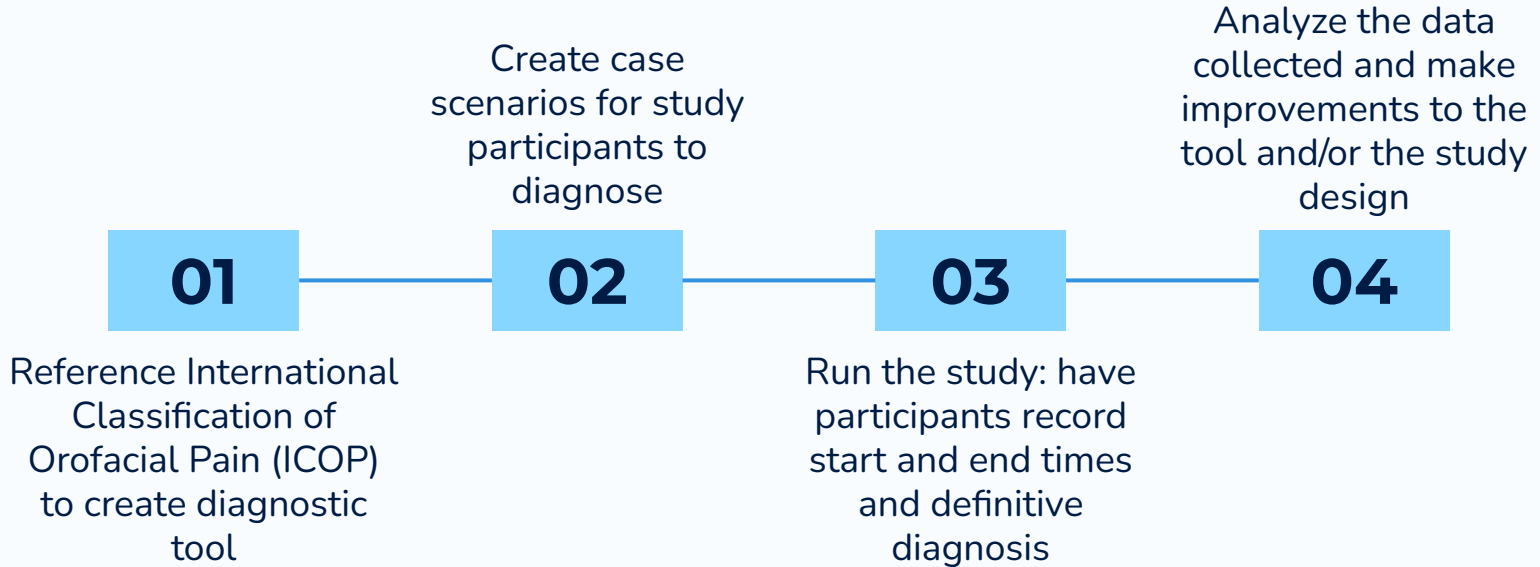 01
Reference International
Classification of
Orofacial Pain (ICOP)
to create diagnostic
tool
Create case
scenarios for study
participants to
diagnose
02
03
Run the study: have
participants record
start and end times
and definitive
diagnosis
Analyze the data
collected and make
improvements to the
tool and/or the study
design
04